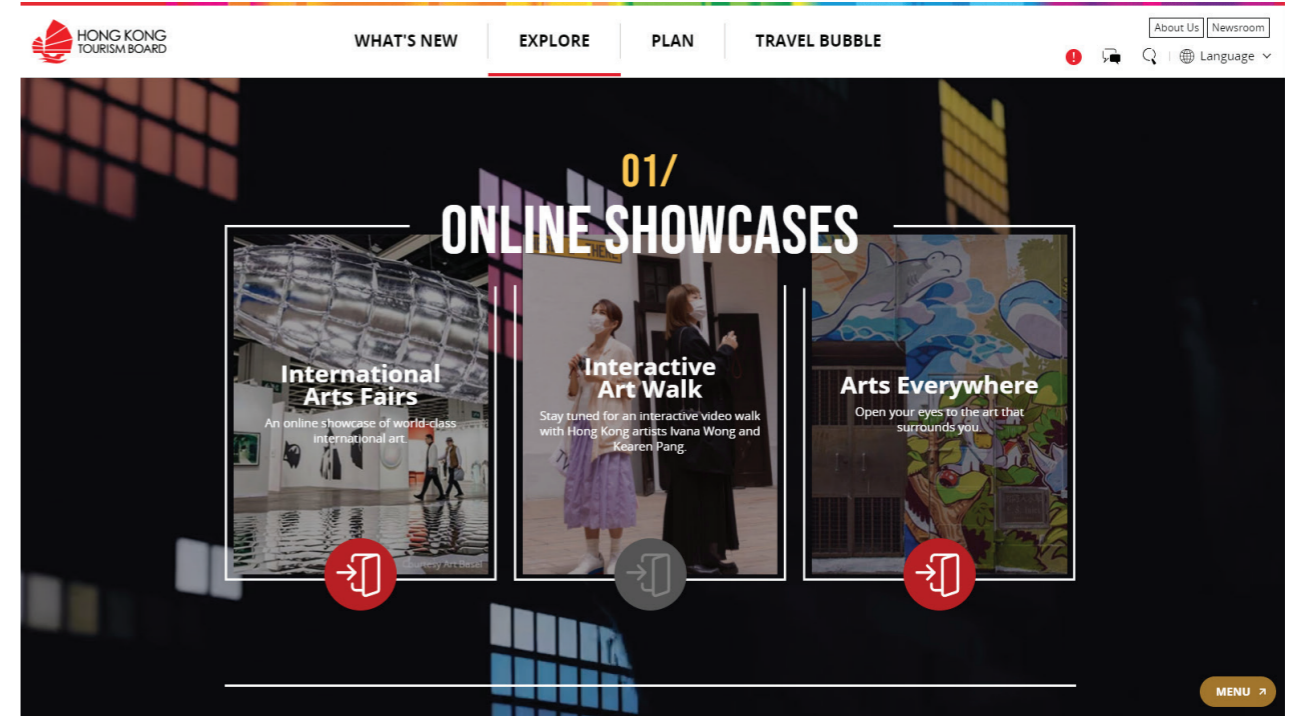 HONG KONG
TOURISM BOARD
WHAT'S NEW
EXPLORE
PLAN
TRAVEL BUBBLE
About Us
Newsroom
Language
01/
ONLINE SHOWCASES
International
Arts Fairs
An online showcase of world-class
international art.
Courtesy Art Basel
Interactive
Art Walk
Stay tuned for an interactive video walk
with Hong Kong artists Ivana Wong and
Kearen Pang.
Arts Everywhere
Open your eyes to the art that
surrounds you.
MENU